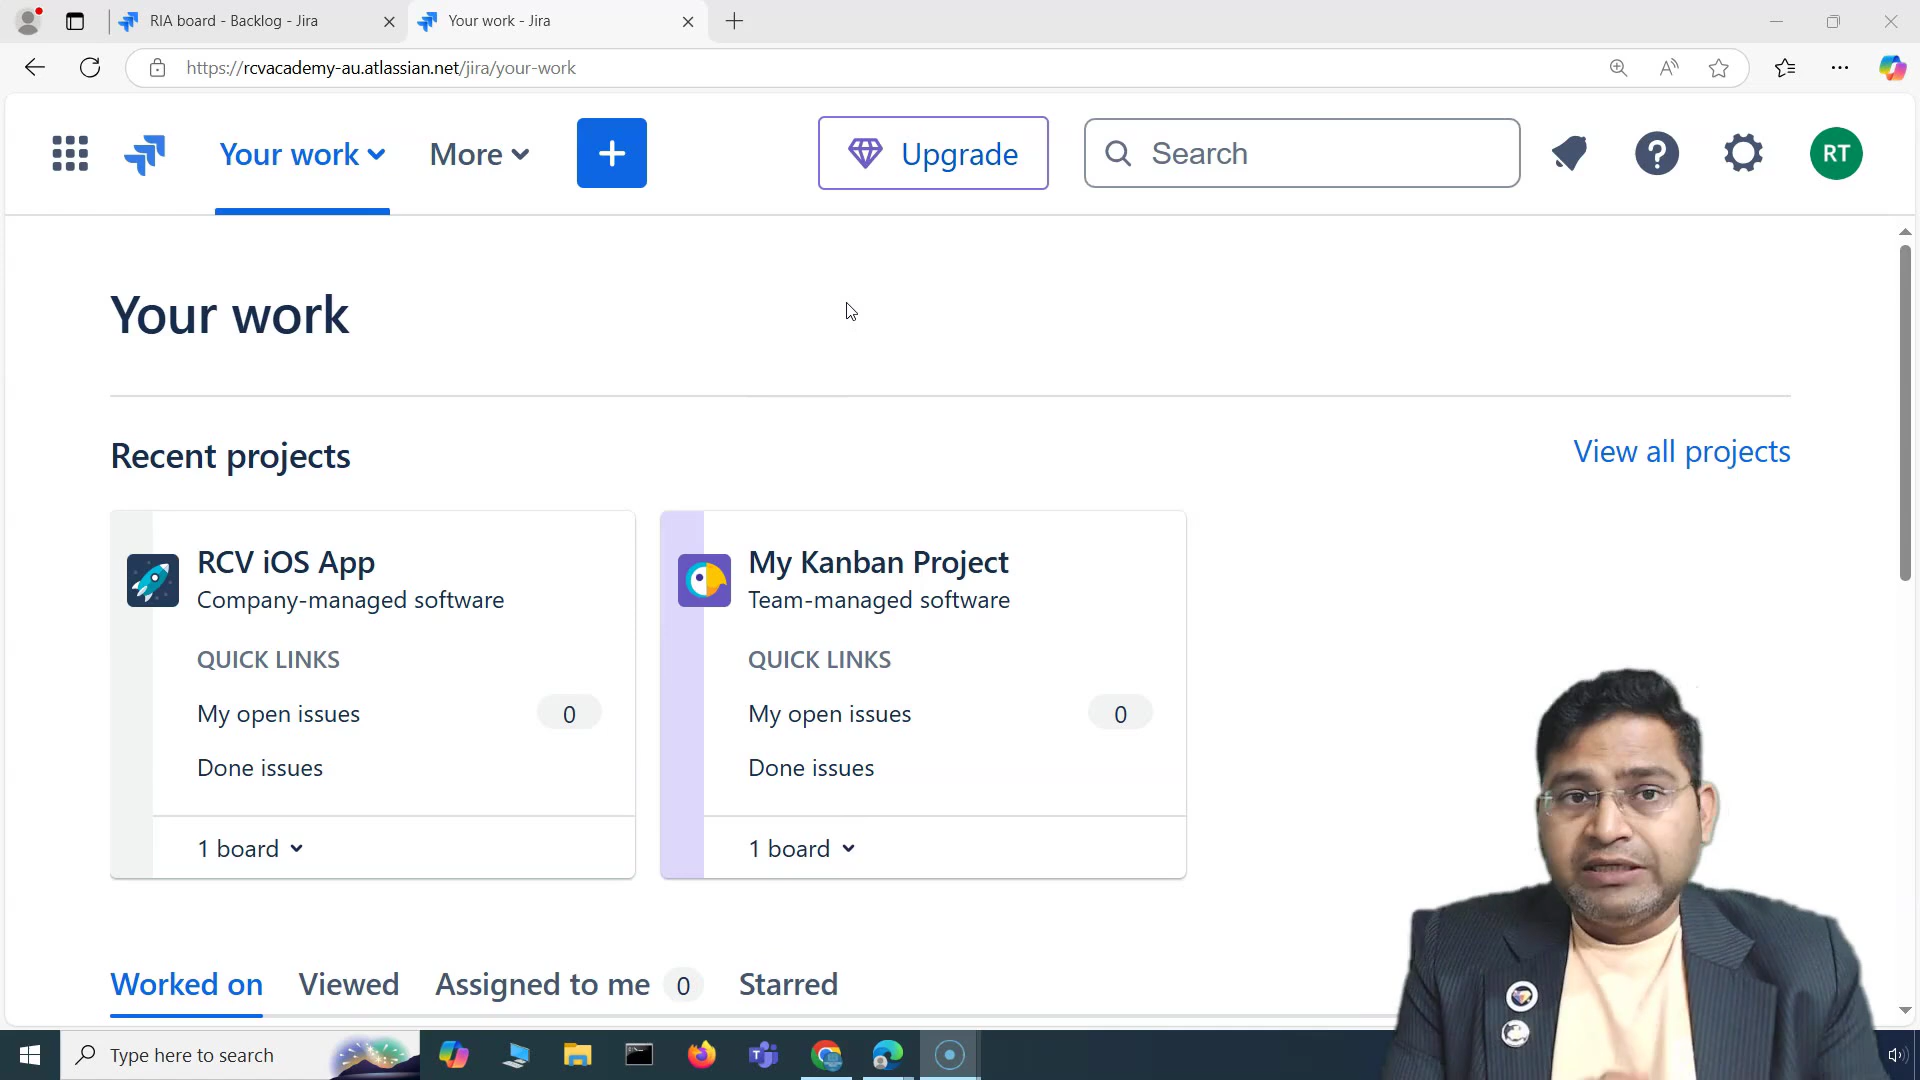 RIA board - Backlog - Jira
Your work - Jira
https://rcvacademy-au.atlassian.net/jira/your-work
Your work
More
Upgrade
Search
RT
Your work
Recent projects
View all projects
RCV iOS App
Company-managed software
QUICK LINKS
My open issues
0
Done issues
1 board
My Kanban Project
Team-managed software
QUICK LINKS
My open issues
0
Done issues
1 board
Worked on
Viewed
Assigned to me
0
Starred
Type here to search